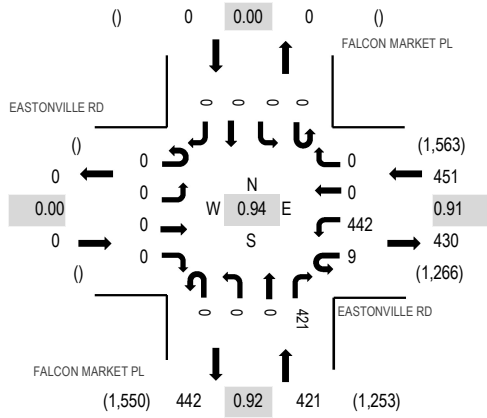 () 0 0.00 0 ()
FALCON MARKET PL
EASTONVILLE RD
0 0 0 0
() (1,563)
0 0 0 451
0 N 0
0.00 W 0.94 E 0.91
0 S 442
0 0 9 430
() (1,266)
0 0 0 421
EASTONVILLE RD
FALCON MARKET PL
(1,550) 442 0.92 421 (1,253)